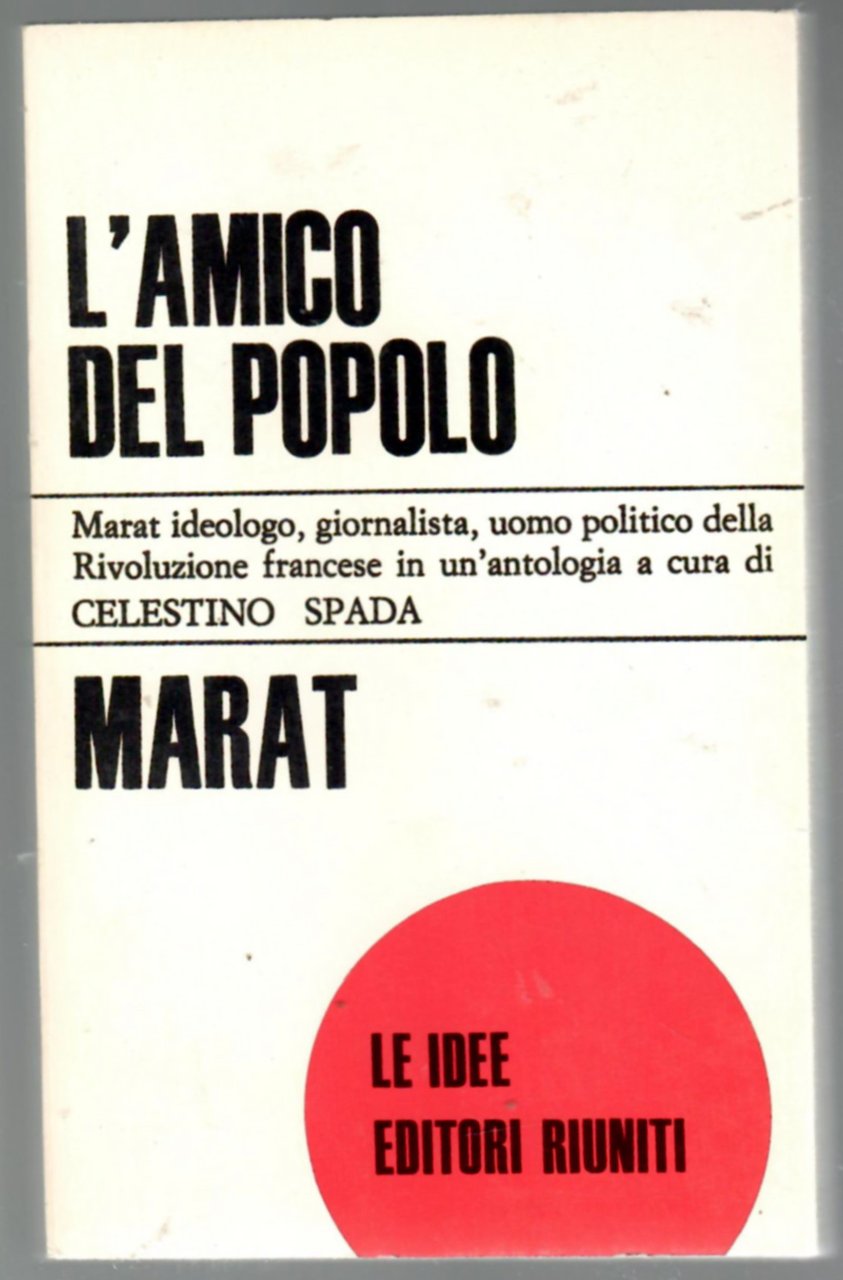 L'AMICO
DEL POPOLO
Marat ideologo, giornalista, uomo politico della
Rivoluzione francese in un'antologia a cura di
CELESTINO SPADA
MARAT
LE IDEE
EDITORI RIUNITI